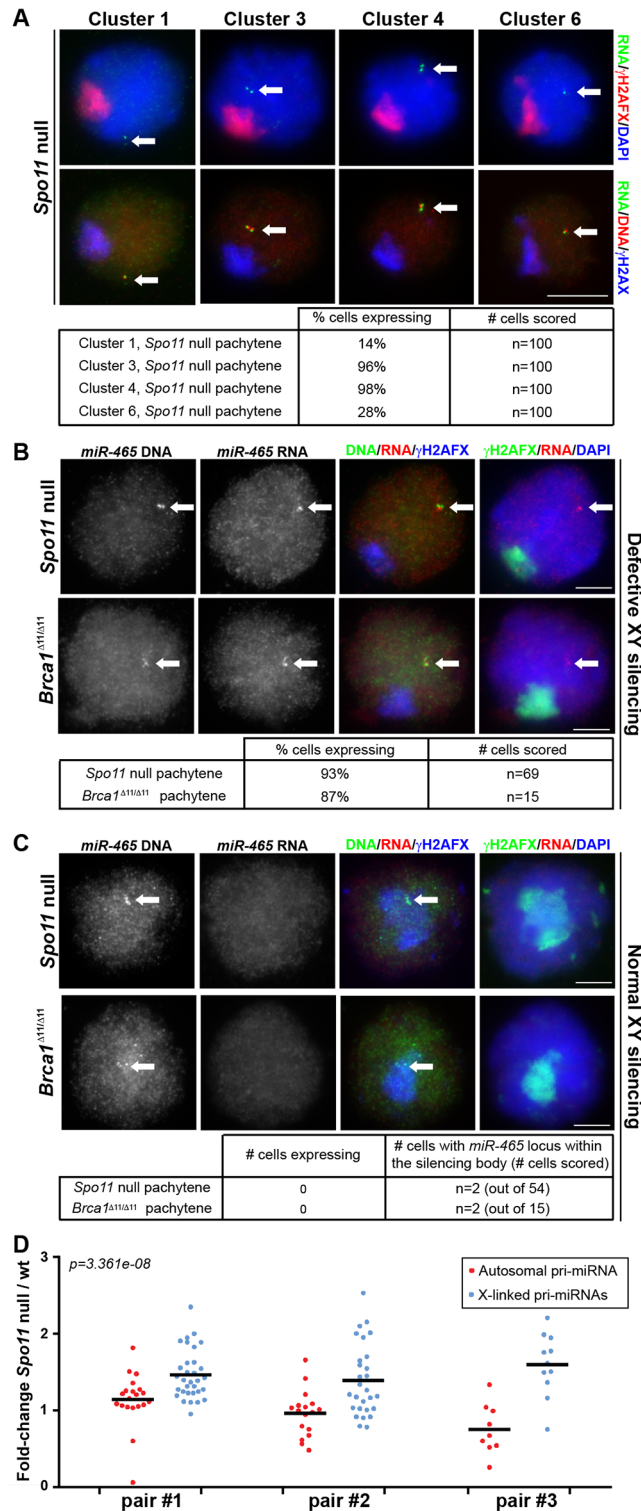 A
Cluster 1 Cluster 3 Cluster 4 Cluster 6
Spo11 null
RNA/γH2AFX/DAPI
RNA/DNA/γH2AX
% cells expressing # cells scored
Cluster 1, Spo11 null pachytene 14% n=100
Cluster 3, Spo11 null pachytene 96% n=100
Cluster 4, Spo11 null pachytene 98% n=100
Cluster 6, Spo11 null pachytene 28% n=100
B
miR-465 DNA miR-465 RNA DNA/RNA/γH2AFX γH2AFX/RNA/DAPI
Spo11 null
Brca1Δ11/Δ11
Defective XY silencing
% cells expressing # cells scored
Spo11 null pachytene 93% n=69
Brca1Δ11/Δ11 pachytene 87% n=15
C
miR-465 DNA miR-465 RNA DNA/RNA/γH2AFX γH2AFX/RNA/DAPI
Spo11 null
Brca1Δ11/Δ11
Normal XY silencing
# cells expressing # cells with miR-465 locus within
the silencing body (# cells scored)
Spo11 null pachytene 0 n=2 (out of 54)
Brca1Δ11/Δ11 pachytene 0 n=2 (out of 15)
D
p=3.361e-08
Autosomal pri-miRNA
X-linked pri-miRNAs
Fold-change Spo11 null / wt
3
2
1
0
pair #1 pair #2 pair #3